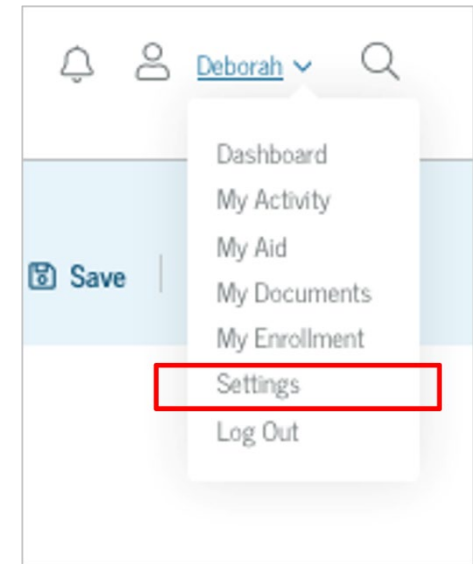 Deborah
Dashboard
My Activity
My Aid
Save
My Documents
My Enrollment
Settings
Log Out